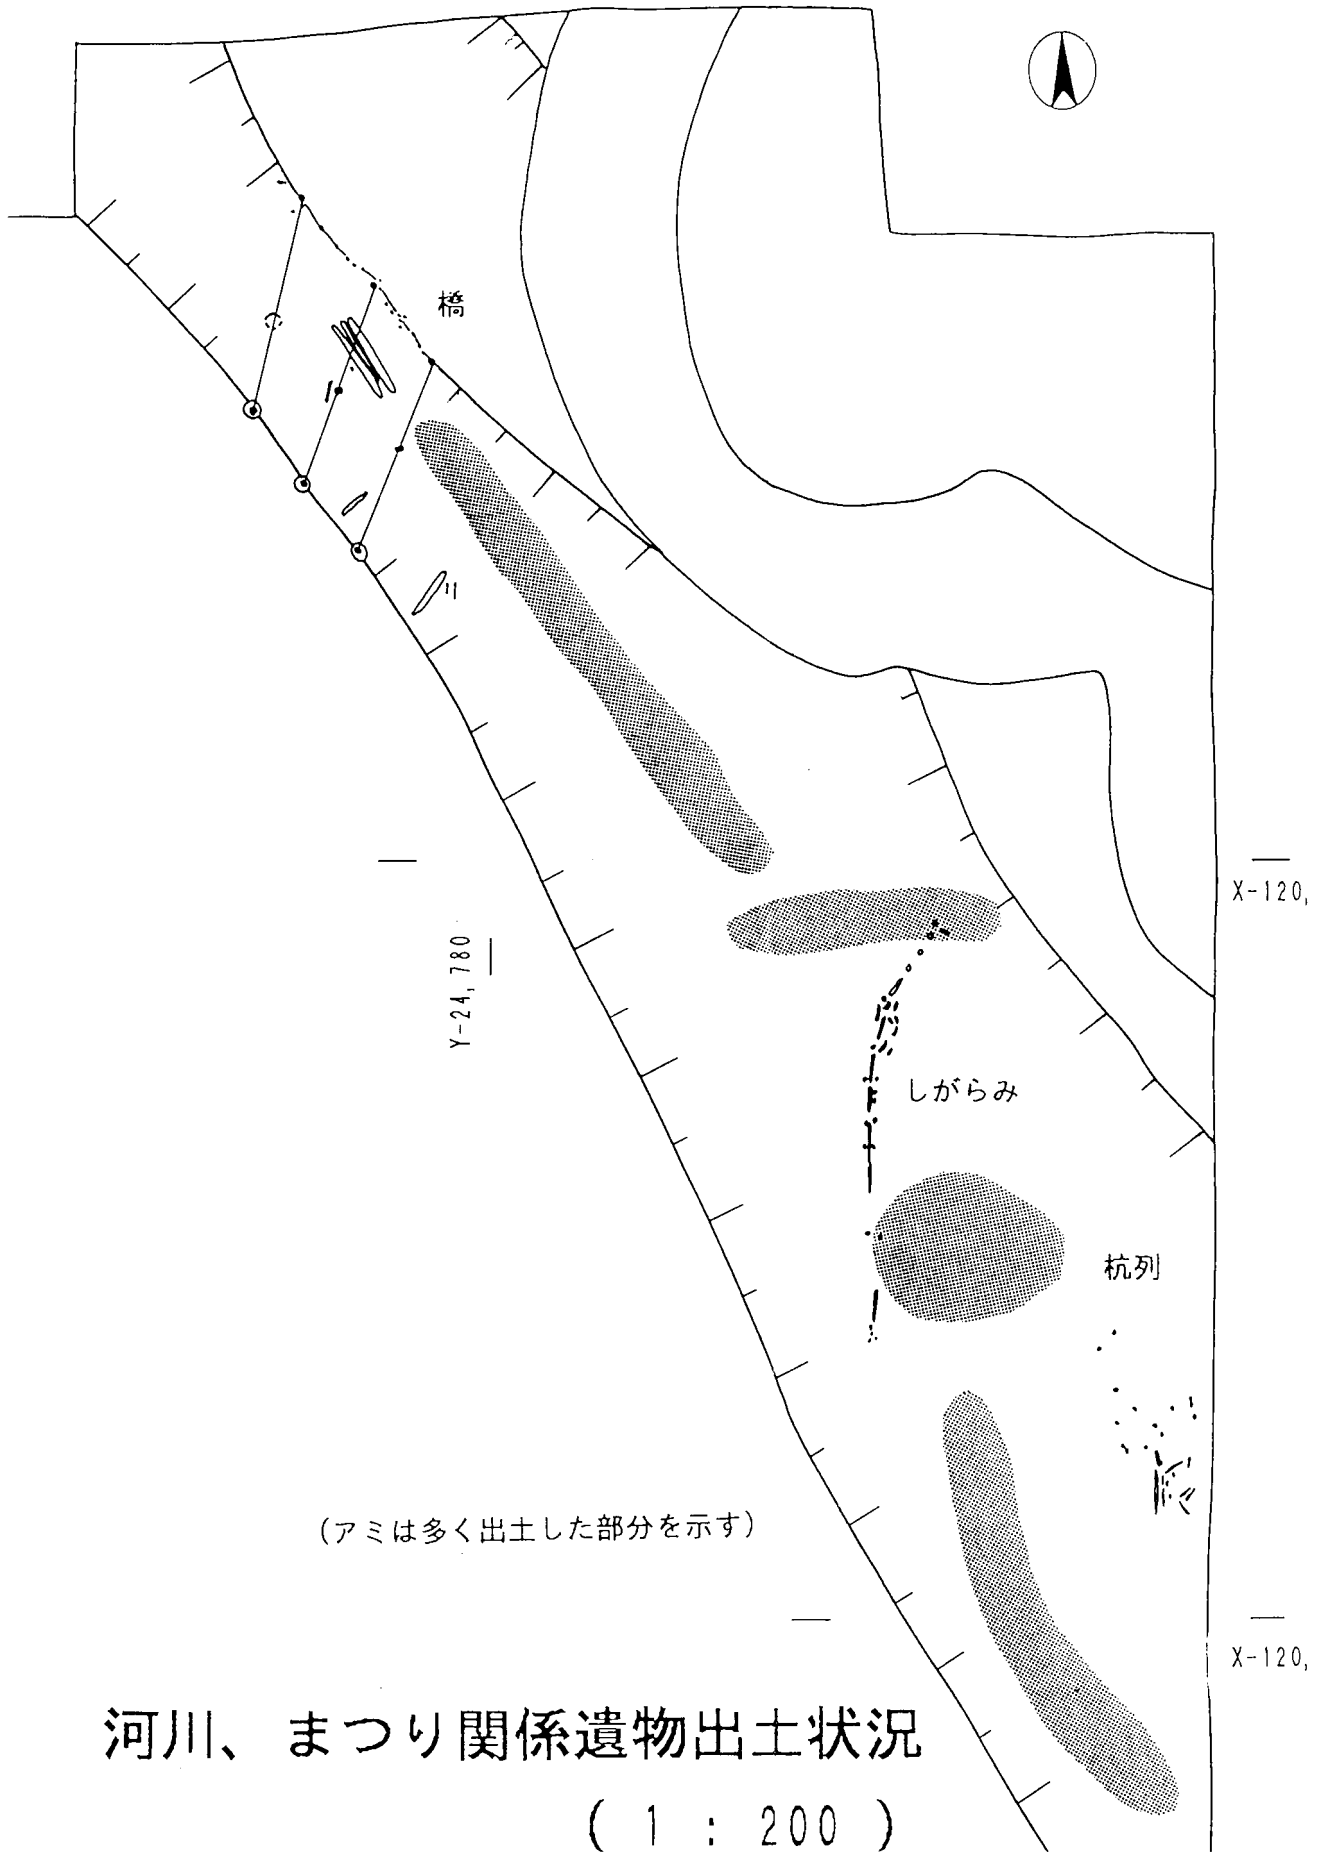 橋
X-120,
Y-24,780
しがらみ
杭列
(アミは多く出土した部分を示す)
X-120,
河川、まつり関係遺物出土状況
(1:200)